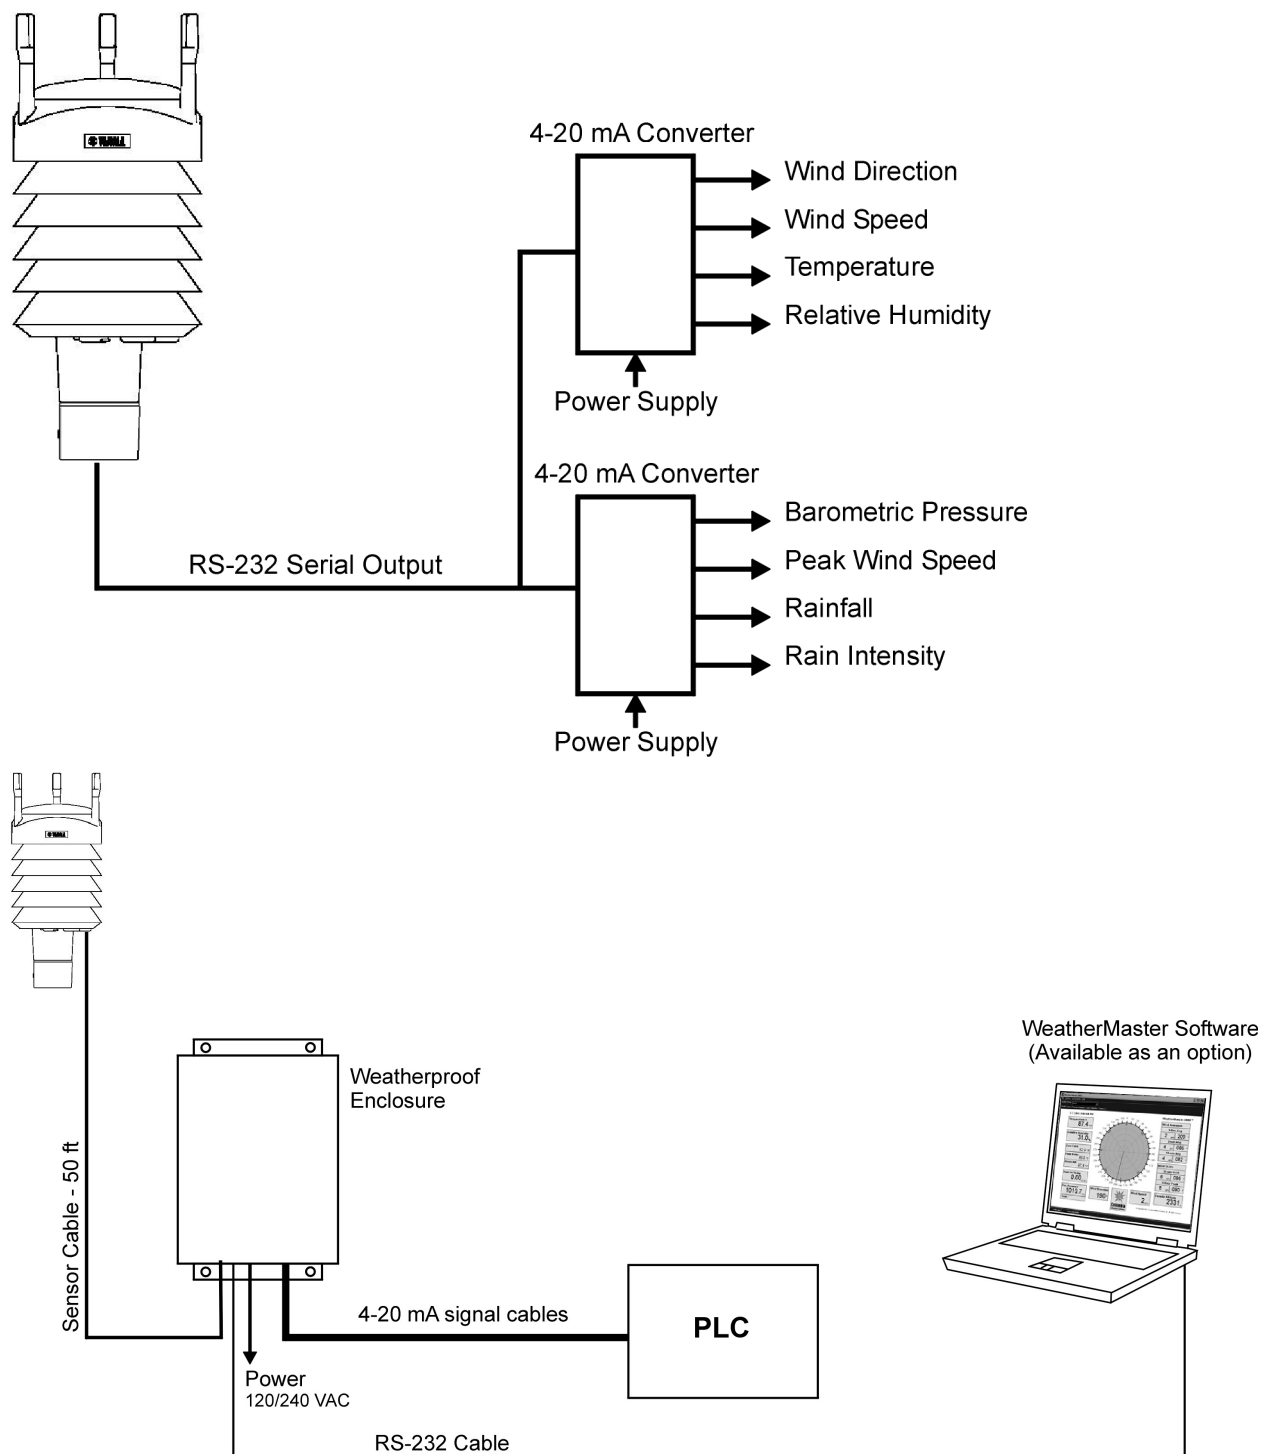 4-20 mA Converter
Wind Direction
Wind Speed
Temperature
Relative Humidity
Power Supply
4-20 mA Converter
Barometric Pressure
Peak Wind Speed
Rainfall
Rain Intensity
RS-232 Serial Output
Power Supply
WeatherMaster Software
(Available as an option)
Weatherproof
Enclosure
Sensor Cable - 50 ft
4-20 mA signal cables
PLC
Power
120/240 VAC
RS-232 Cable